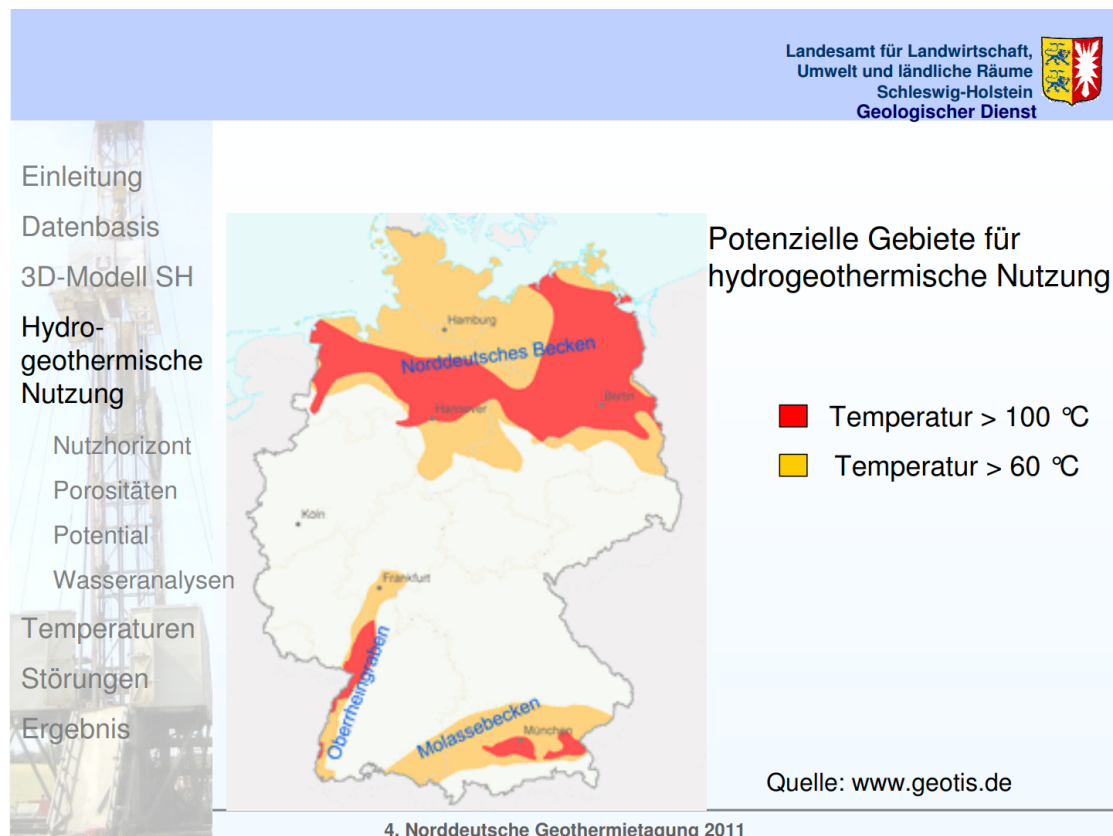 Landesamt für Landwirtschaft,
Umwelt und ländliche Räume
Schleswig-Holstein
Geologischer Dienst
Einleitung
Datenbasis
3D-Modell SH
Hydro-
geothermische
Nutzung
Nutzhorizont
Porositäten
Potential
Wasseranalysen
Temperaturen
Störungen
Ergebnis
Hamburg
Norddeutsches Becken
Hannover
Berlin
Köln
Frankfurt
Oberrheingraben
Molassebecken
München
Potenzielle Gebiete für
hydrogeothermische Nutzung
Temperatur > 100 °C
Temperatur > 60 °C
Quelle: www.geotis.de
4. Norddeutsche Geothermietagung 2011